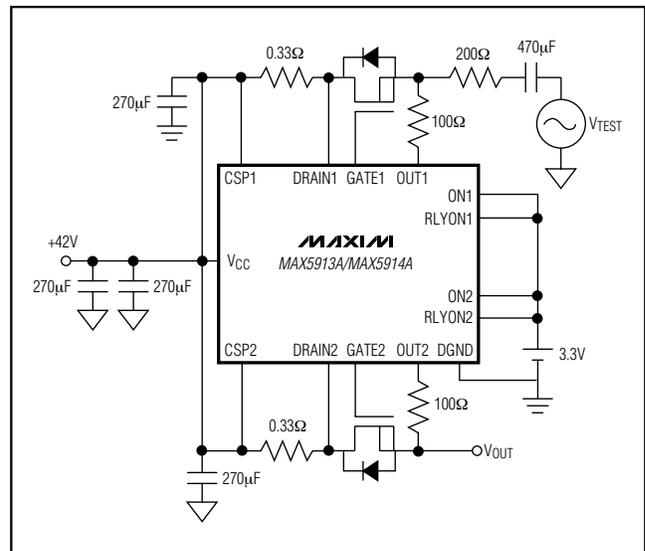 0.33Ω
200Ω
470µF
270µF
100Ω
VTEST
CSP1
DRAIN1
GATE1
OUT1
ON1
RLYON1
+42V
VCC
MAXIM
MAX5913A/MAX5914A
270µF
270µF
ON2
RLYON2
CSP2
DRAIN2
GATE2
OUT2
DGND
3.3V
0.33Ω
100Ω
VOUT
270µF